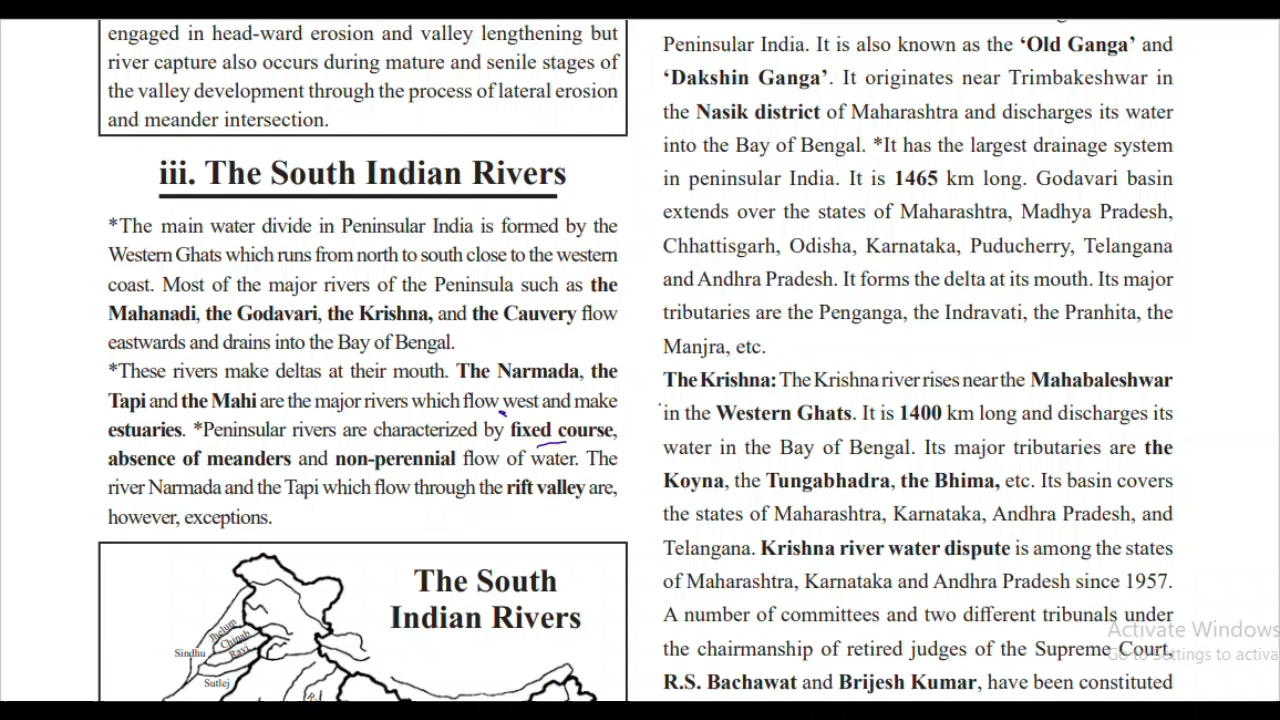 engaged in head-ward erosion and valley lengthening but
river capture also occurs during mature and senile stages of
the valley development through the process of lateral erosion
and meander intersection.
iii. The South Indian Rivers
*The main water divide in Peninsular India is formed by the
Western Ghats which runs from north to south close to the western
coast. Most of the major rivers of the Peninsula such as the
Mahanadi, the Godavari, the Krishna, and the Cauvery flow
eastwards and drains into the Bay of Bengal.
*These rivers make deltas at their mouth. The Narmada, the
Tapi and the Mahi are the major rivers which flow west and make
estuaries. *Peninsular rivers are characterized by fixed course,
absence of meanders and non-perennial flow of water. The
river Narmada and the Tapi which flow through the rift valley are,
however, exceptions.
The South
Indian Rivers
Jhelum
Chinab
Ravi
Sindhu
Sutlej
Peninsular India. It is also known as the ‘Old Ganga’ and
‘Dakshin Ganga’. It originates near Trimbakeshwar in
the Nasik district of Maharashtra and discharges its water
into the Bay of Bengal. *It has the largest drainage system
in peninsular India. It is 1465 km long. Godavari basin
extends over the states of Maharashtra, Madhya Pradesh,
Chhattisgarh, Odisha, Karnataka, Puducherry, Telangana
and Andhra Pradesh. It forms the delta at its mouth. Its major
tributaries are the Penganga, the Indravati, the Pranhita, the
Manjra, etc.
The Krishna: The Krishna river rises near the Mahabaleshwar
in the Western Ghats. It is 1400 km long and discharges its
water in the Bay of Bengal. Its major tributaries are the
Koyna, the Tungabhadra, the Bhima, etc. Its basin covers
the states of Maharashtra, Karnataka, Andhra Pradesh, and
Telangana. Krishna river water dispute is among the states
of Maharashtra, Karnataka and Andhra Pradesh since 1957.
A number of committees and two different tribunals under
the chairmanship of retired judges of the Supreme Court,
R.S. Bachawat and Brijesh Kumar, have been constituted
Activate Windows
Go to Settings to activa